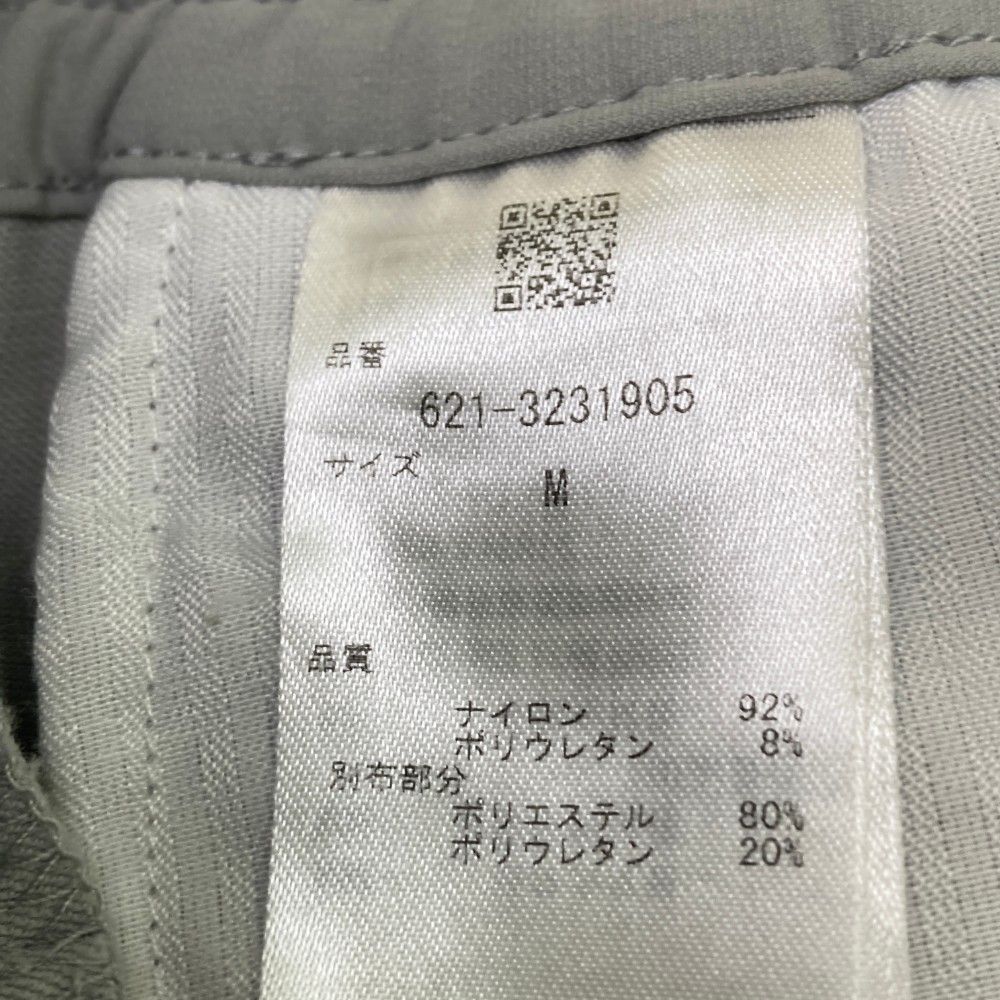 品番
621-3231905
サイズ
M
品質
ナイロン 92%
ポリウレタン 8%
別布部分
ポリエステル 80%
ポリウレタン 20%